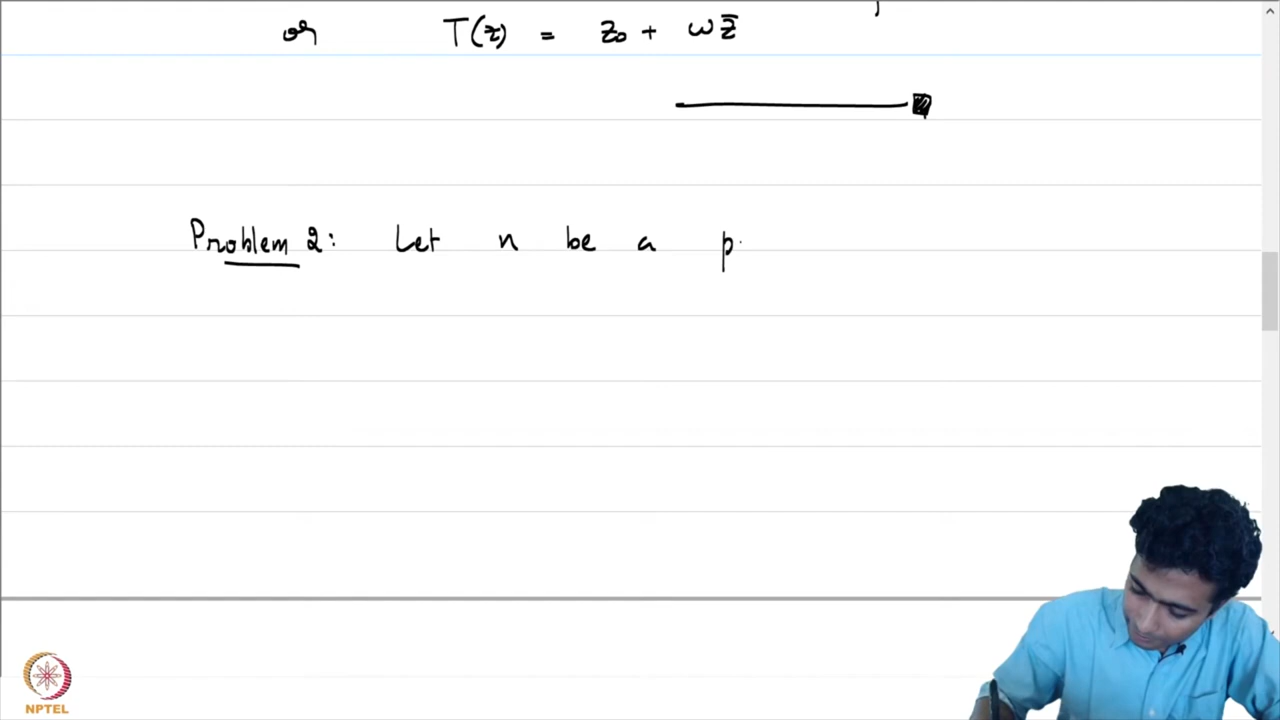 or T(z) = z₀ + ωz̄
Problem 2: Let n be a p
NPTEL